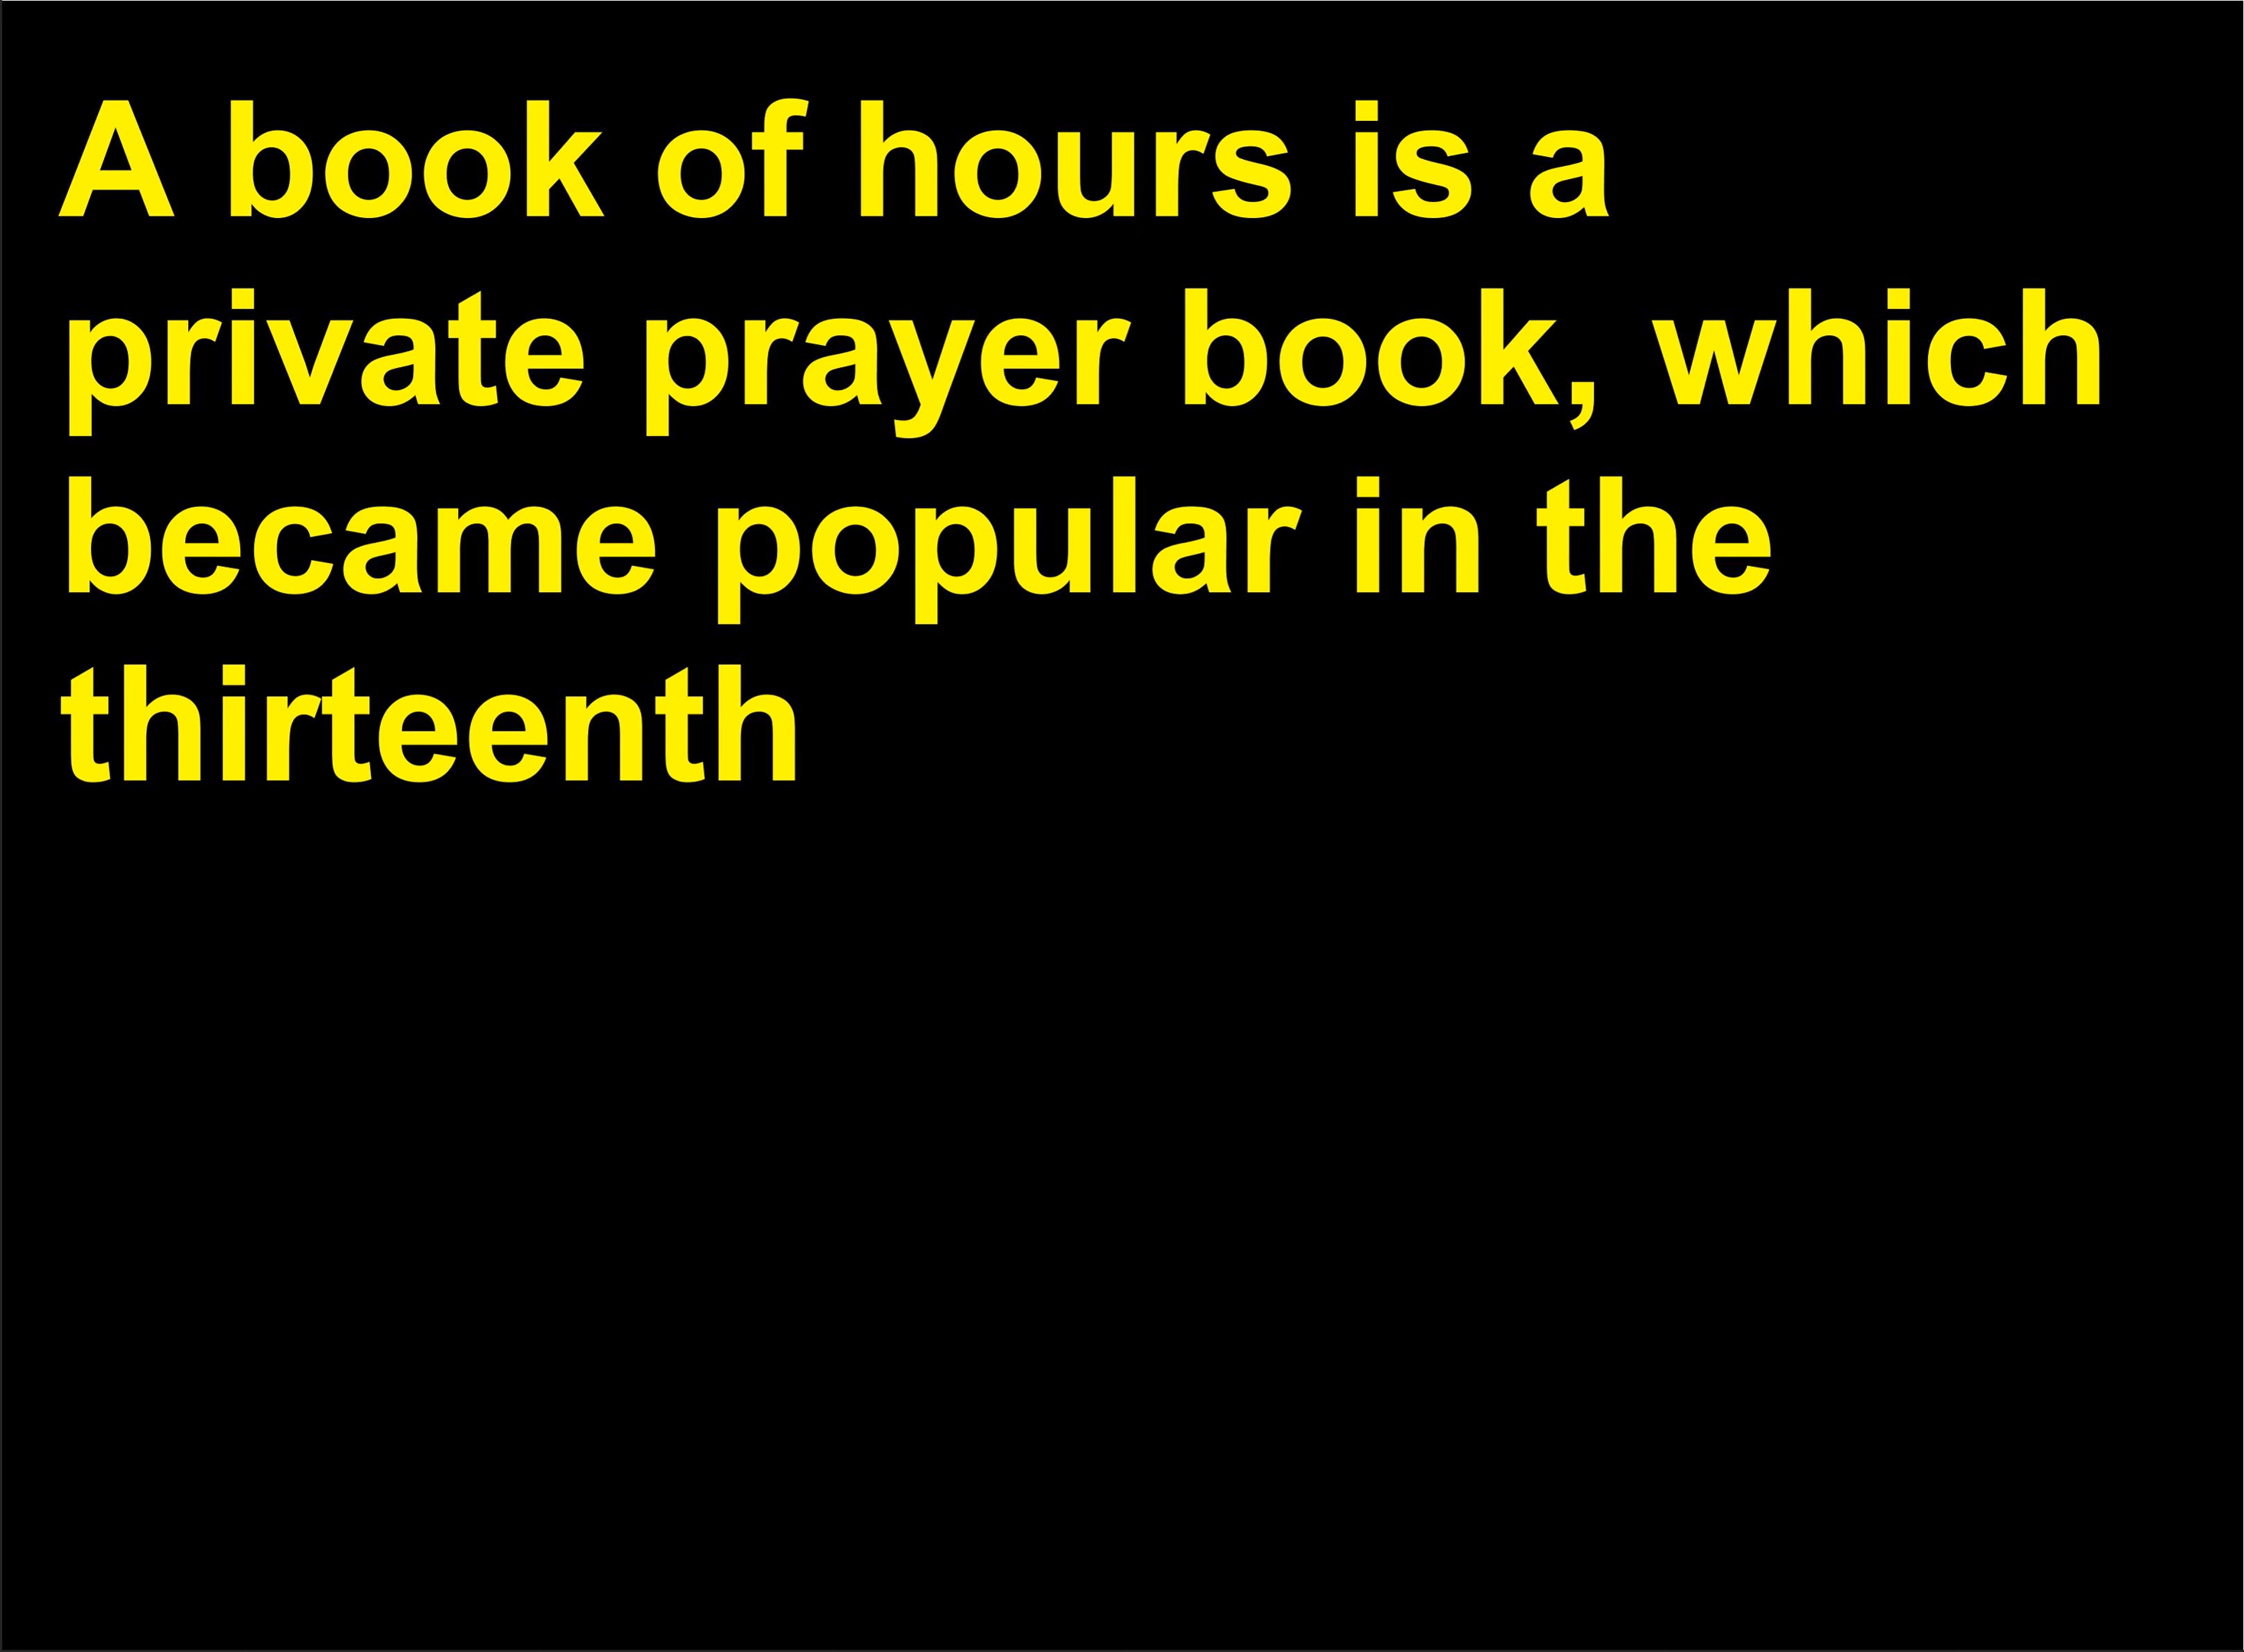 A book of hours is a
private prayer book, which
became popular in the
thirteenth